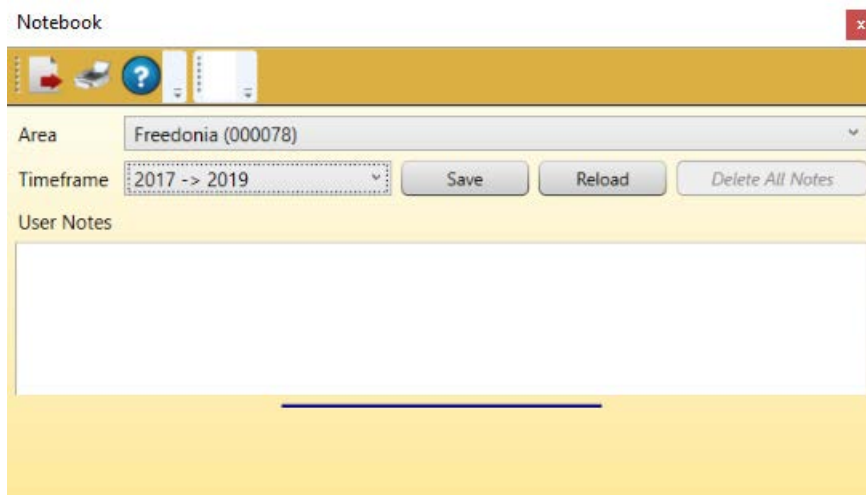 Notebook
x
?
Area Freedonia (000078)
Timeframe 2017 -> 2019 Save Reload Delete All Notes
User Notes